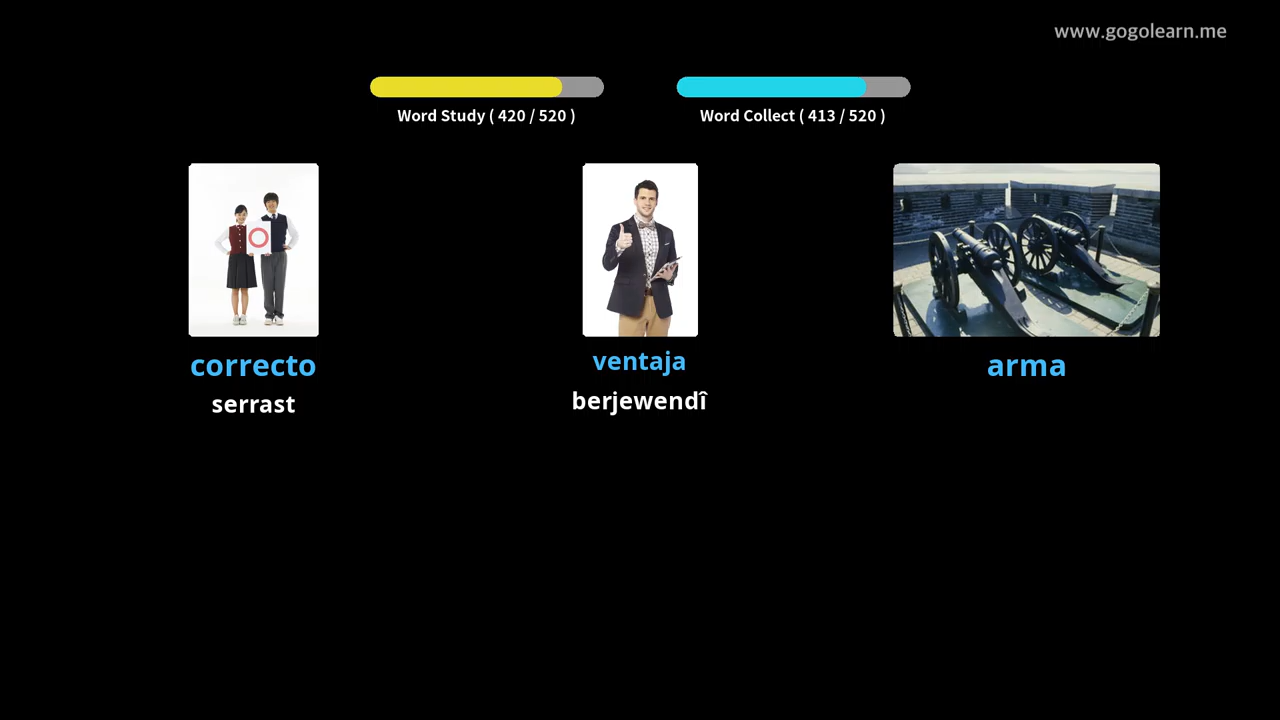 www.gogolearn.me
Word Study ( 420 / 520 )
Word Collect ( 413 / 520 )
correcto
serrast
ventaja
berjewendî
arma